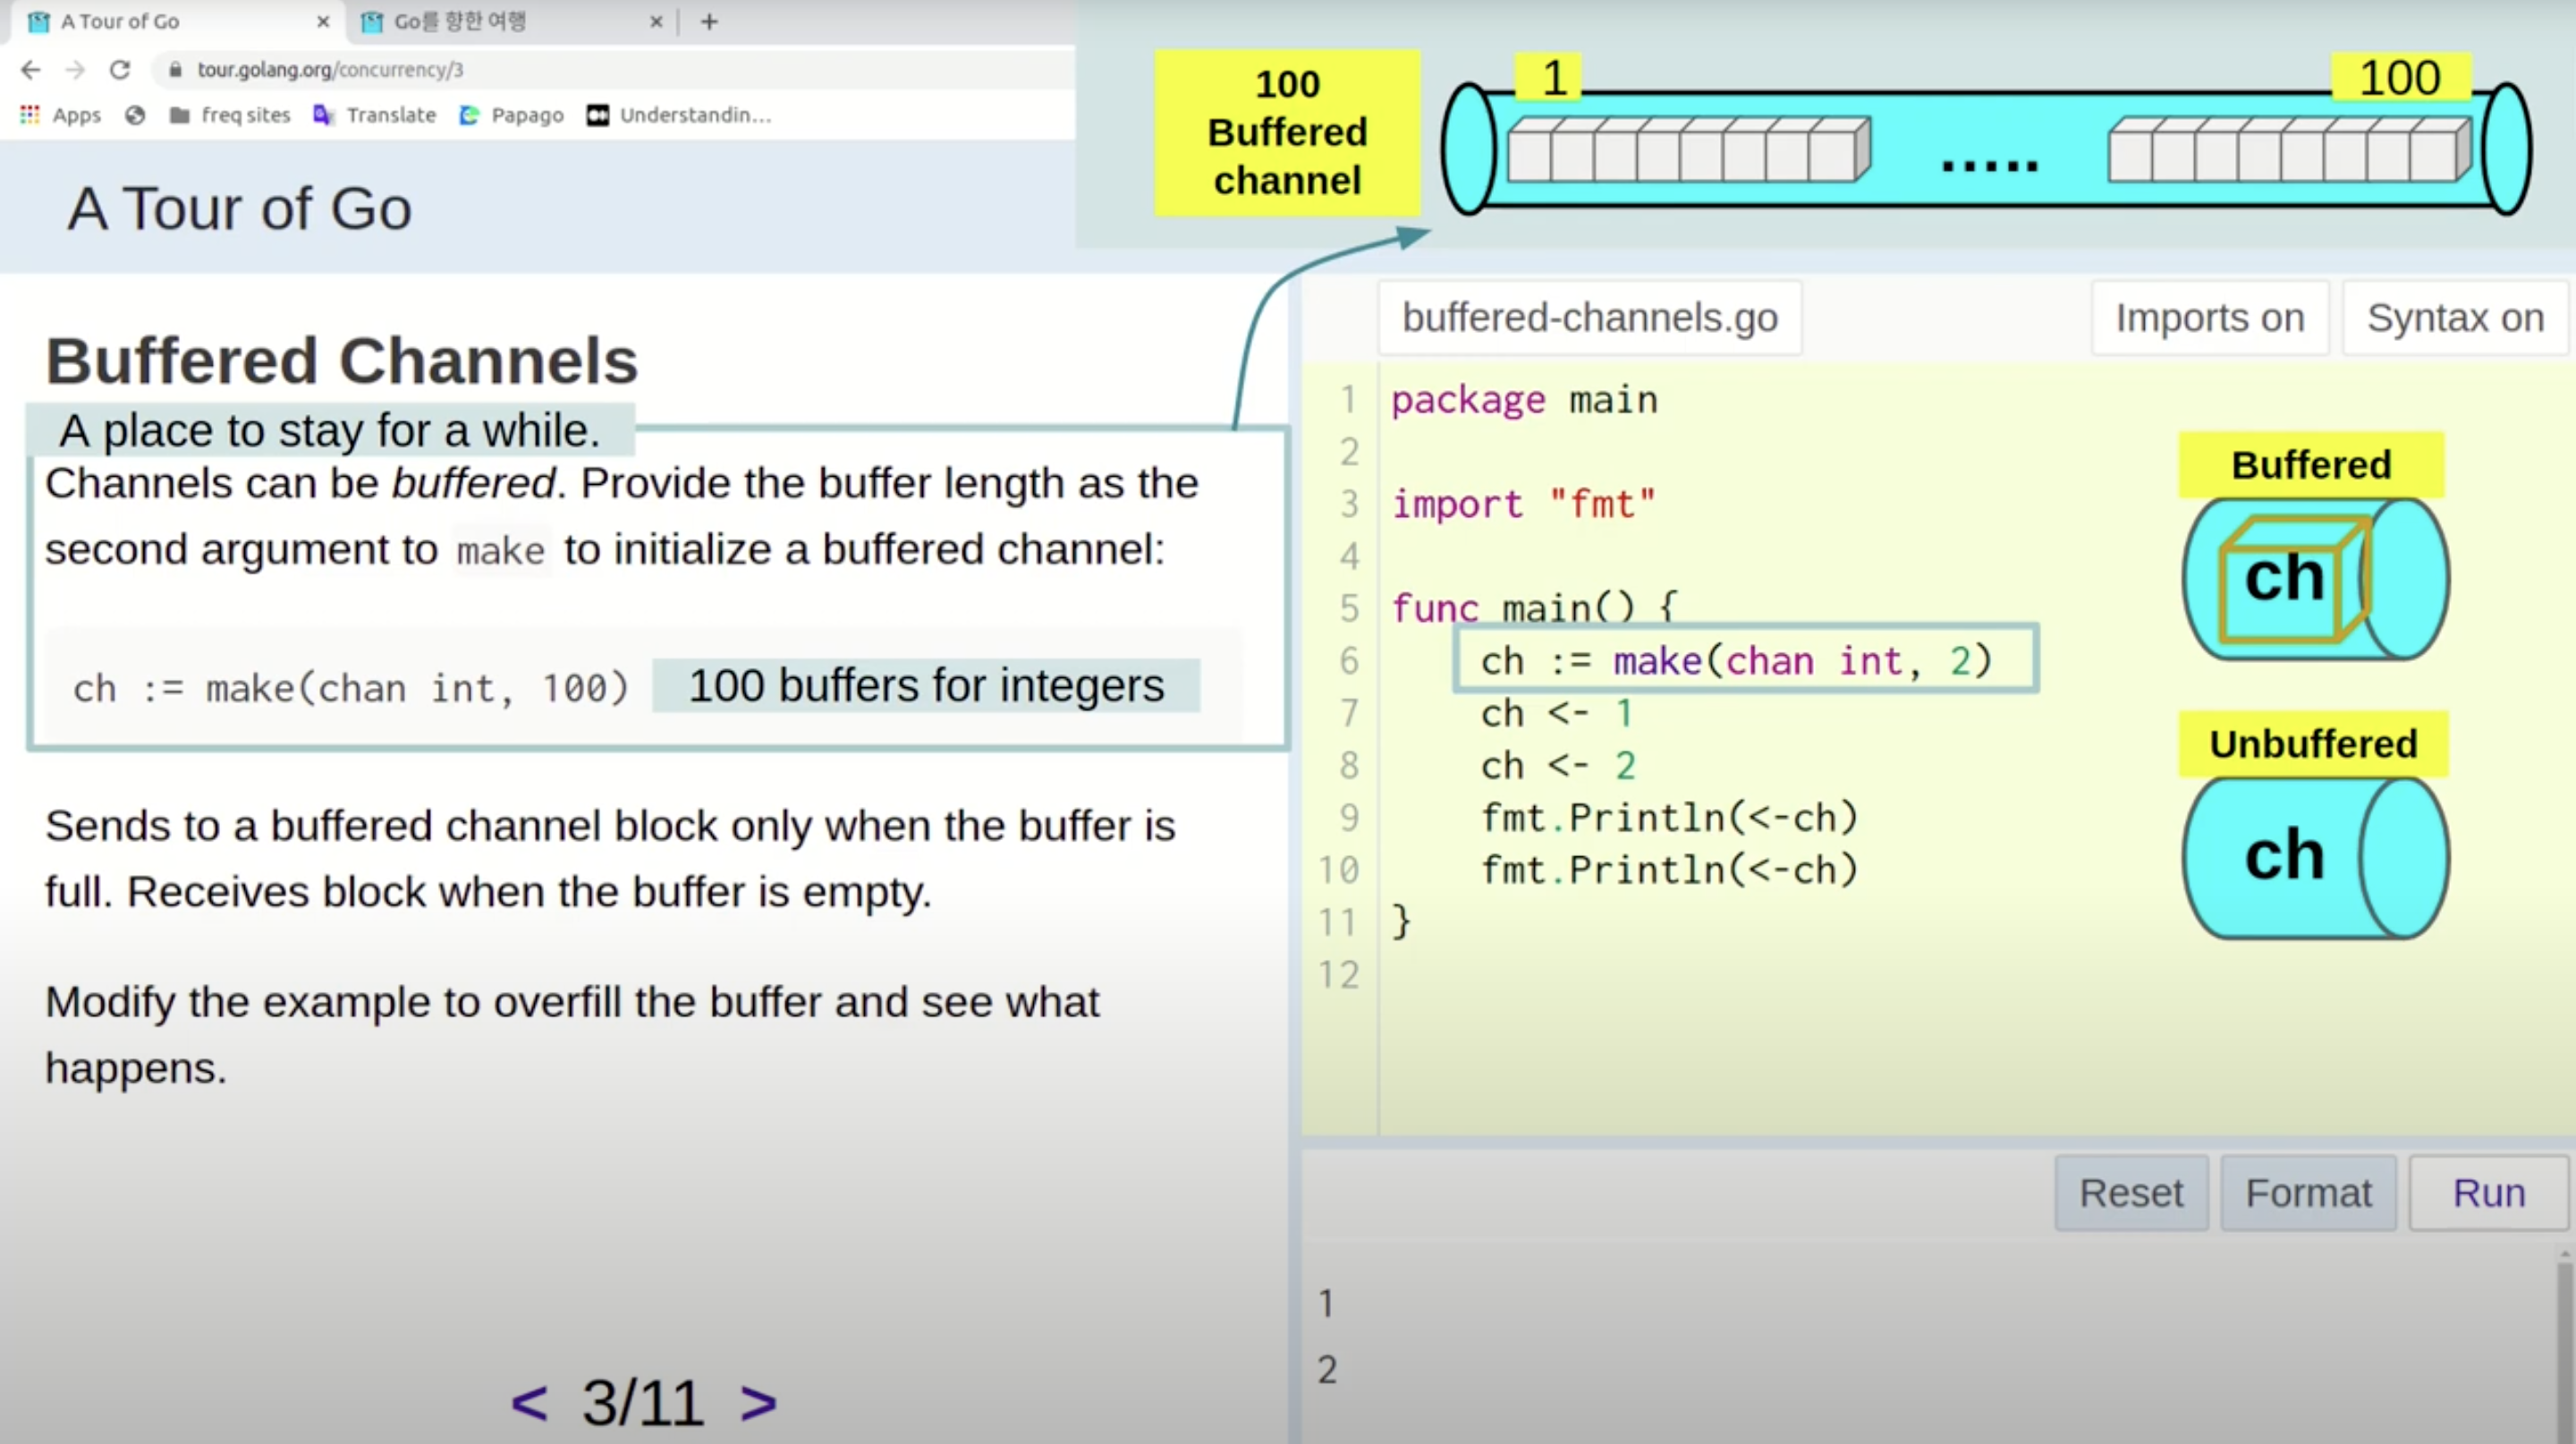 A Tour of Go
Go를 향한 여행
tour.golang.org/concurrency/3
Apps
freq sites
Translate
Papago
Understandin...
100
Buffered
channel
1
100
.....
A Tour of Go
Buffered Channels
A place to stay for a while.
Channels can be buffered. Provide the buffer length as the
second argument to make to initialize a buffered channel:
ch := make(chan int, 100)
100 buffers for integers
Sends to a buffered channel block only when the buffer is
full. Receives block when the buffer is empty.
Modify the example to overfill the buffer and see what
happens.
< 3/11 >
buffered-channels.go
Imports on
Syntax on
1 package main
2
3 import "fmt"
4
5 func main() {
6 ch := make(chan int, 2)
7 ch <- 1
8 ch <- 2
9 fmt.Println(<-ch)
10 fmt.Println(<-ch)
11 }
12
Buffered
ch
Unbuffered
ch
Reset
Format
Run
1
2